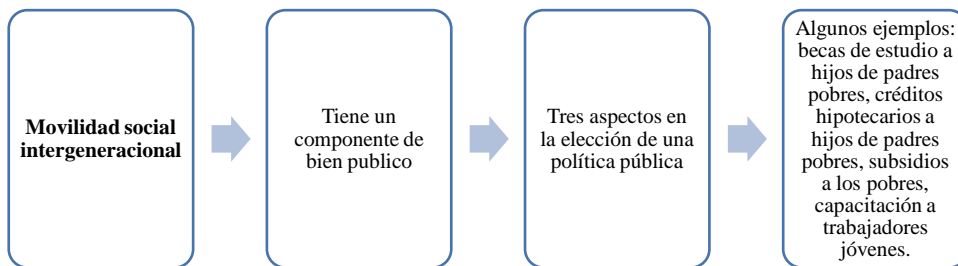 Movilidad social
intergeneracional
Tiene un
componente de
bien publico
Tres aspectos en
la elección de una
política pública
Algunos ejemplos:
becas de estudio a
hijos de padres
pobres, créditos
hipotecarios a
hijos de padres
pobres, subsidios
a los pobres,
capacitación a
trabajadores
jóvenes.